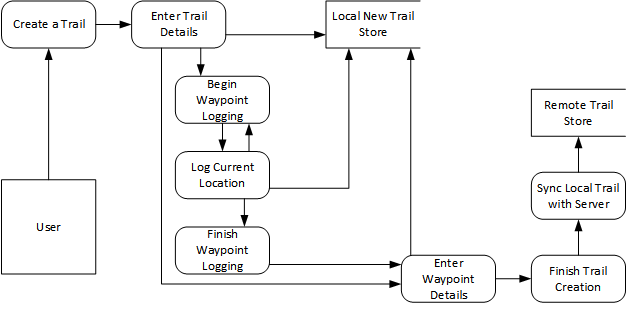 Create a Trail
Enter Trail
Details
Local New Trail
Store
Begin
Waypoint
Logging
Remote Trail
Store
Log Current
Location
Sync Local Trail
with Server
User
Finish
Waypoint
Logging
Enter
Waypoint
Details
Finish Trail
Creation